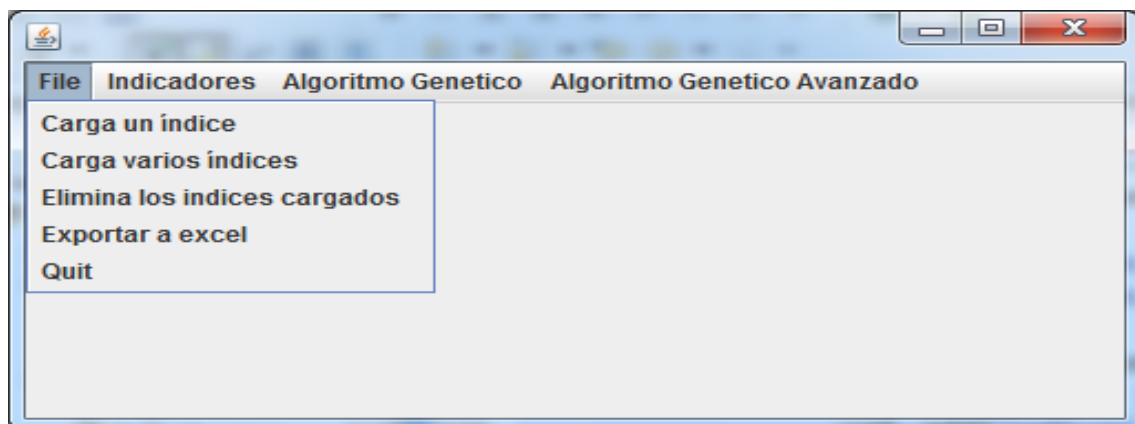 File Indicadores Algoritmo Genetico Algoritmo Genetico Avanzado
Carga un índice
Carga varios índices
Elimina los indices cargados
Exportar a excel
Quit